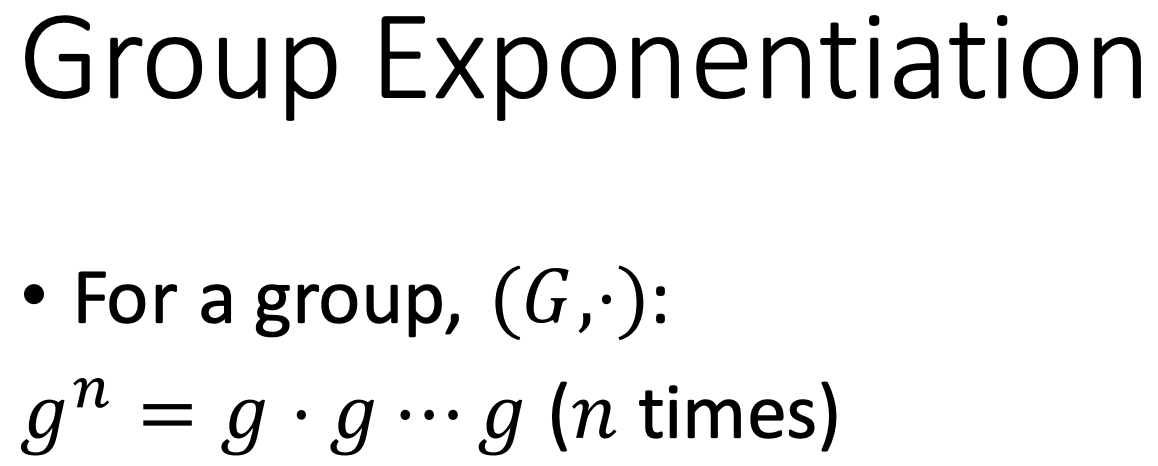 Group Exponentiation
• For a group, (G,·):
gⁿ = g · g ⋯ g (n times)